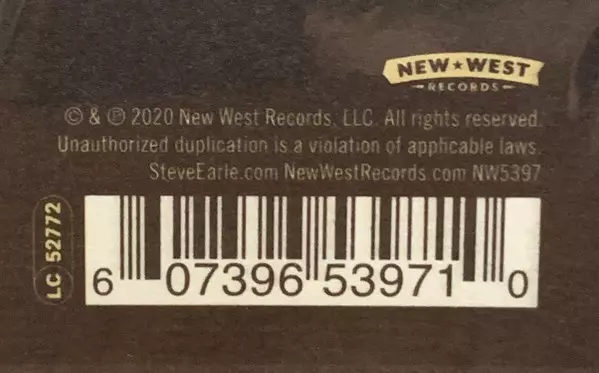 NEW★WEST
RECORDS
© & ℗ 2020 New West Records, LLC. All rights reserved.
Unauthorized duplication is a violation of applicable laws.
SteveEarle.com NewWestRecords.com NW5397
LC 52772
6 07396 53971 0